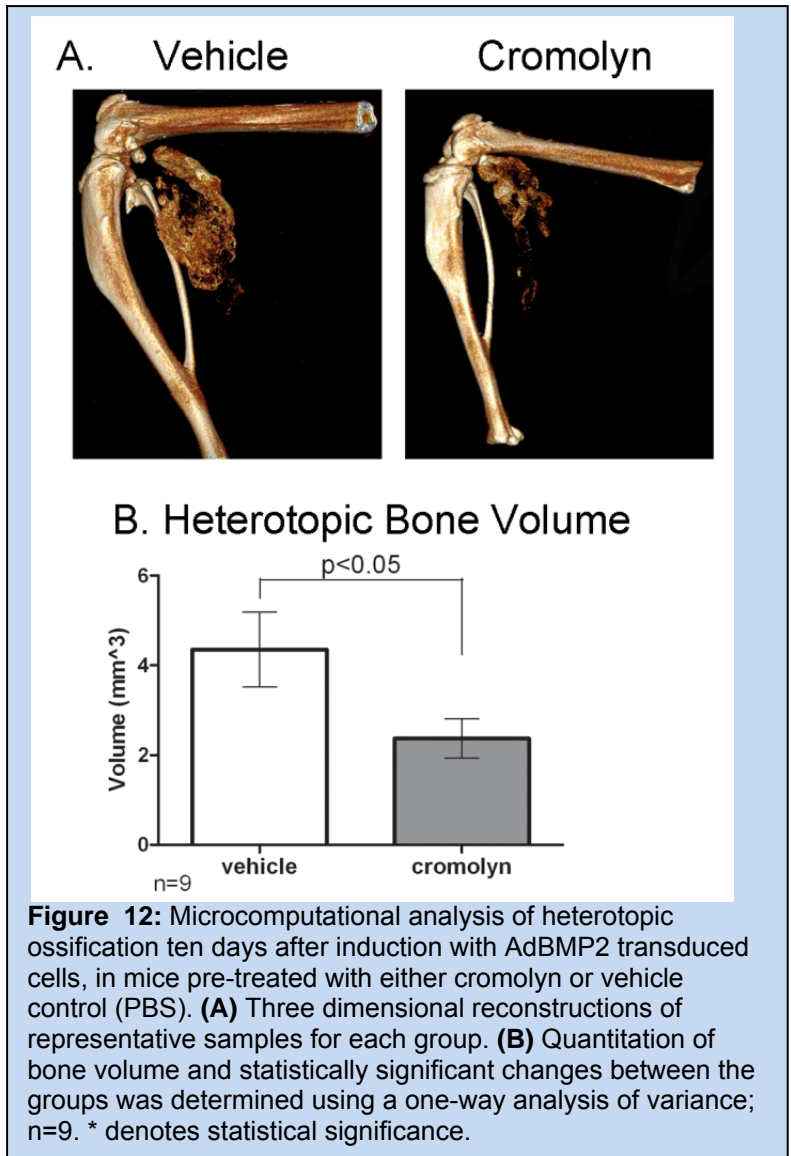 A. Vehicle Cromolyn
B. Heterotopic Bone Volume
p<0.05
6
4
2
0
Volume (mm^3)
vehicle cromolyn
n=9
Figure 12: Microcomputational analysis of heterotopic
ossification ten days after induction with AdBMP2 transduced
cells, in mice pre-treated with either cromolyn or vehicle
control (PBS). (A) Three dimensional reconstructions of
representative samples for each group. (B) Quantitation of
bone volume and statistically significant changes between the
groups was determined using a one-way analysis of variance;
n=9. * denotes statistical significance.